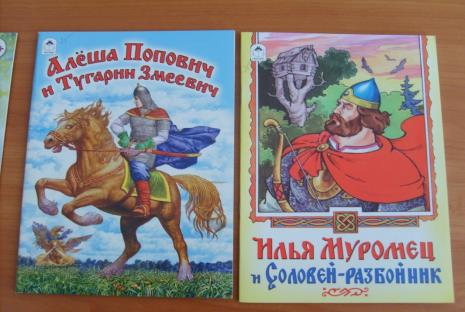 Алёша Попович
и Тугарин Змеевич
Илья Муромец
и Соловей-разбойник